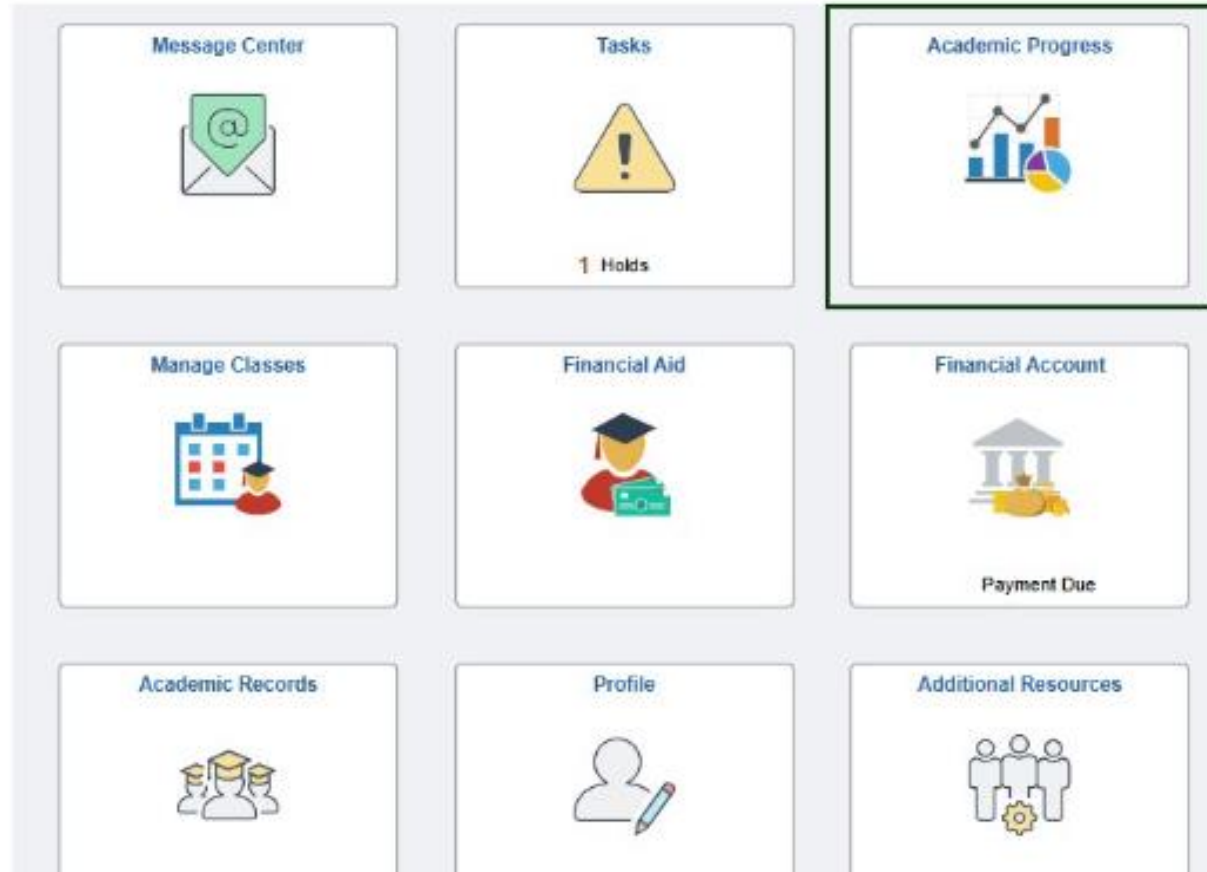 Message Center
Tasks
Academic Progress
@
!
1 Holds
Manage Classes
Financial Aid
Financial Account
Payment Due
Academic Records
Profile
Additional Resources